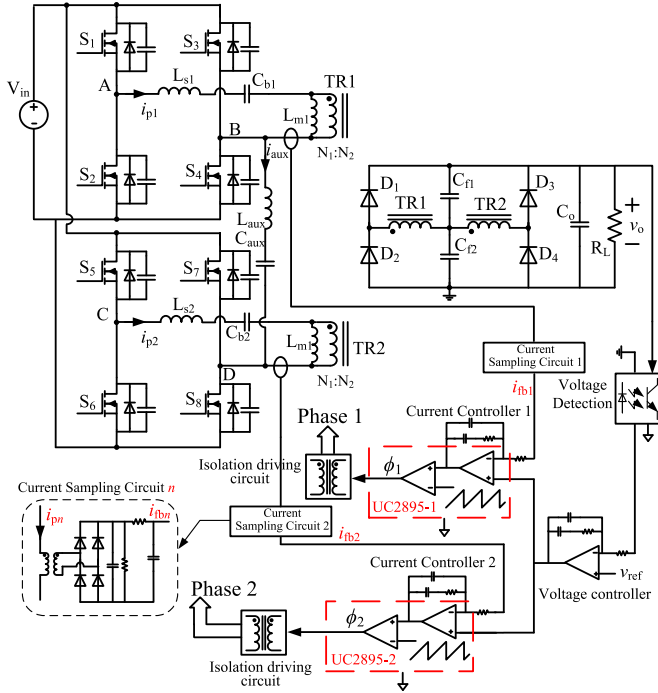 S1
S3
Vin
A
Ls1
Cb1
TR1
ip1
Lm1
B
iaux
N1:N2
S2
S4
Laux
Caux
D1
Cf1
D3
TR1
TR2
Co
+
vo
−
RL
D2
Cf2
D4
S5
S7
C
Ls2
Cb2
ip2
Lm1
TR2
D
N1:N2
S6
S8
Current
Sampling Circuit 1
ifb1
Voltage
Detection
Phase 1
Current Controller 1
Isolation driving
circuit
ϕ1
UC2895-1
Current Sampling Circuit n
ipn
ifbn
Current
Sampling Circuit 2
ifb2
vref
Voltage controller
Current Controller 2
Phase 2
ϕ2
UC2895-2
Isolation driving
circuit